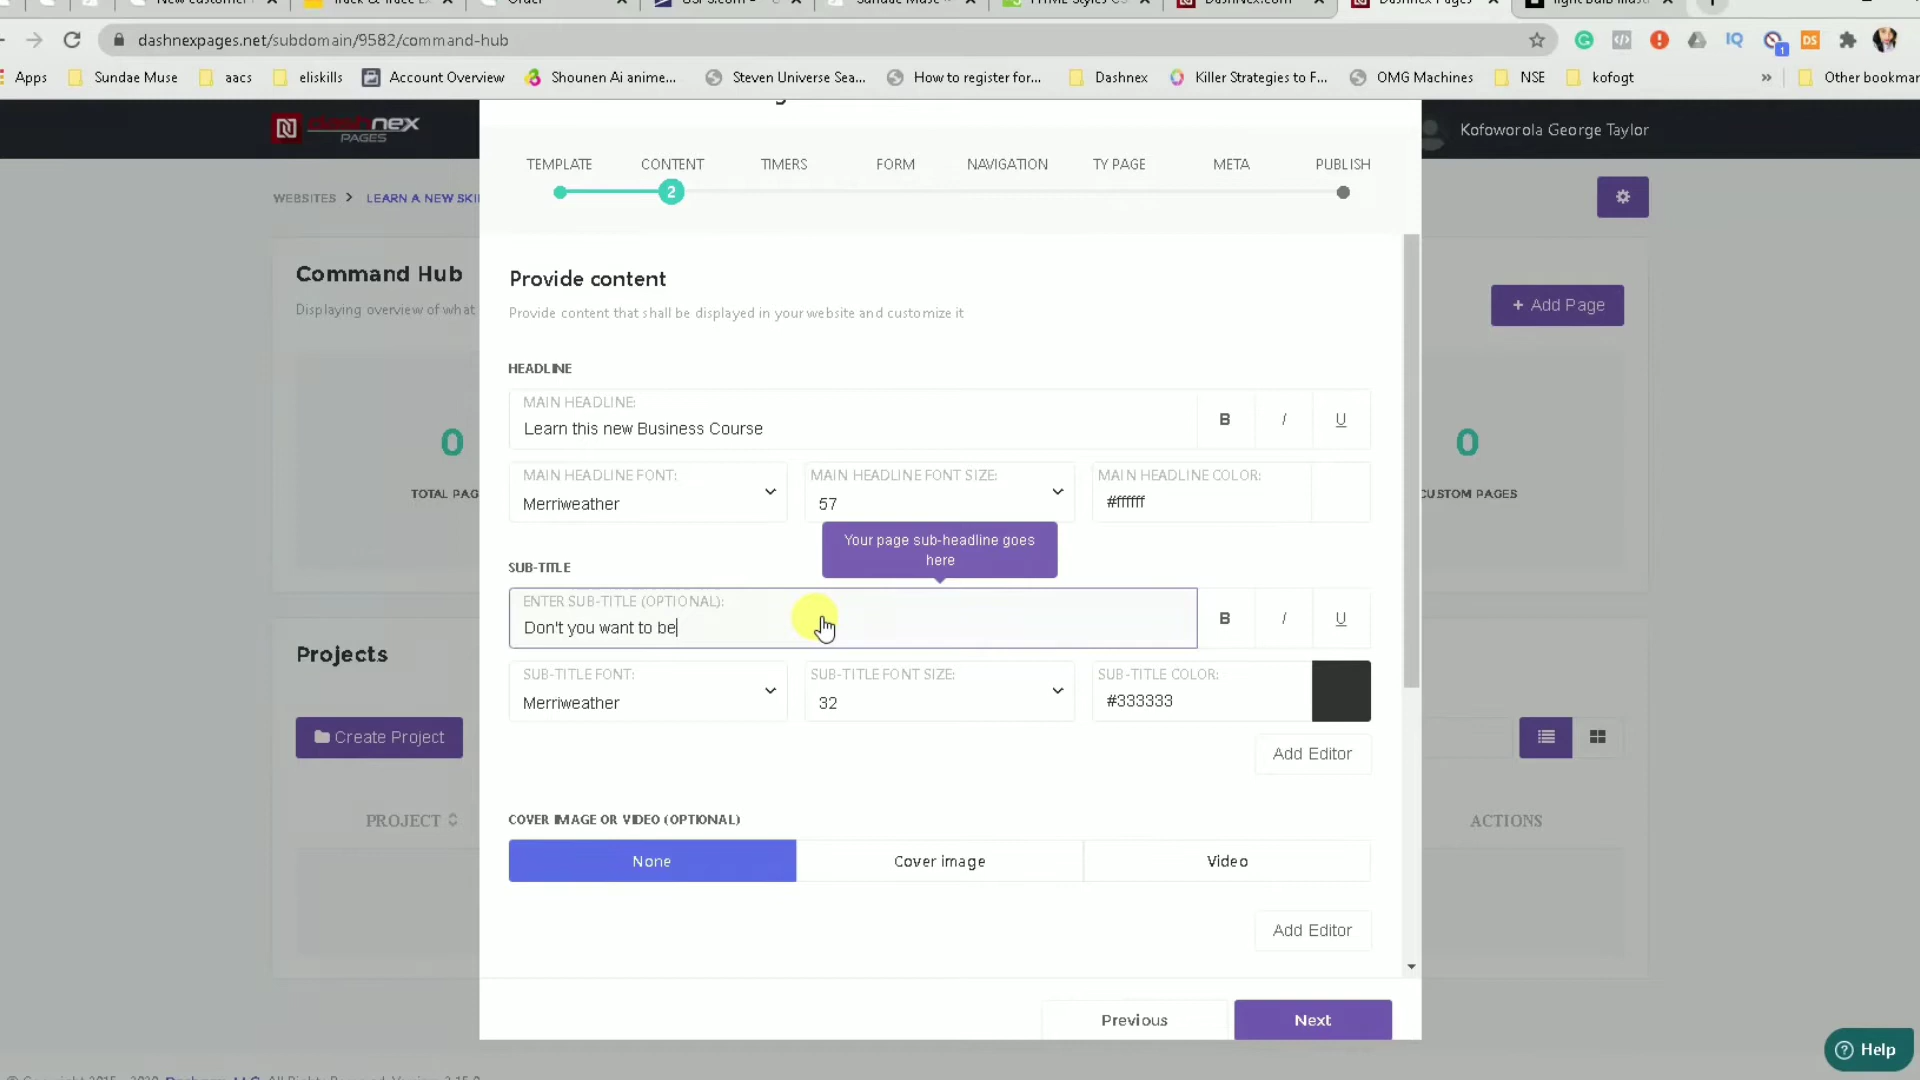 Order
dashnexpages.net/subdomain/9582/command-hub
IQ
1
DS
Apps
Sundae Muse
aacs
eliskills
Account Overview
Shounen Ai anime...
Steven Universe Sea...
How to register for...
Dashnex
Killer Strategies to F...
OMG Machines
NSE
kofogt
»
Other bookmar
dashnex
PAGES
Kofoworola George Taylor
TEMPLATE
CONTENT
TIMERS
FORM
NAVIGATION
TY PAGE
META
PUBLISH
2
WEBSITES
LEARN A NEW SKI
Command Hub
Displaying overview of what
+ Add Page
Provide content
Provide content that shall be displayed in your website and customize it
HEADLINE
MAIN HEADLINE:
Learn this new Business Course
B
I
U
MAIN HEADLINE FONT:
Merriweather
MAIN HEADLINE FONT SIZE:
57
MAIN HEADLINE COLOR:
#ffffff
0
TOTAL PAG
0
CUSTOM PAGES
Your page sub-headline goes
here
SUB-TITLE
ENTER SUB-TITLE (OPTIONAL):
Don't you want to be
B
I
U
SUB-TITLE FONT:
Merriweather
SUB-TITLE FONT SIZE:
32
SUB-TITLE COLOR:
#333333
Projects
Create Project
Add Editor
PROJECT
ACTIONS
COVER IMAGE OR VIDEO (OPTIONAL)
None
Cover image
Video
Add Editor
Previous
Next
Help